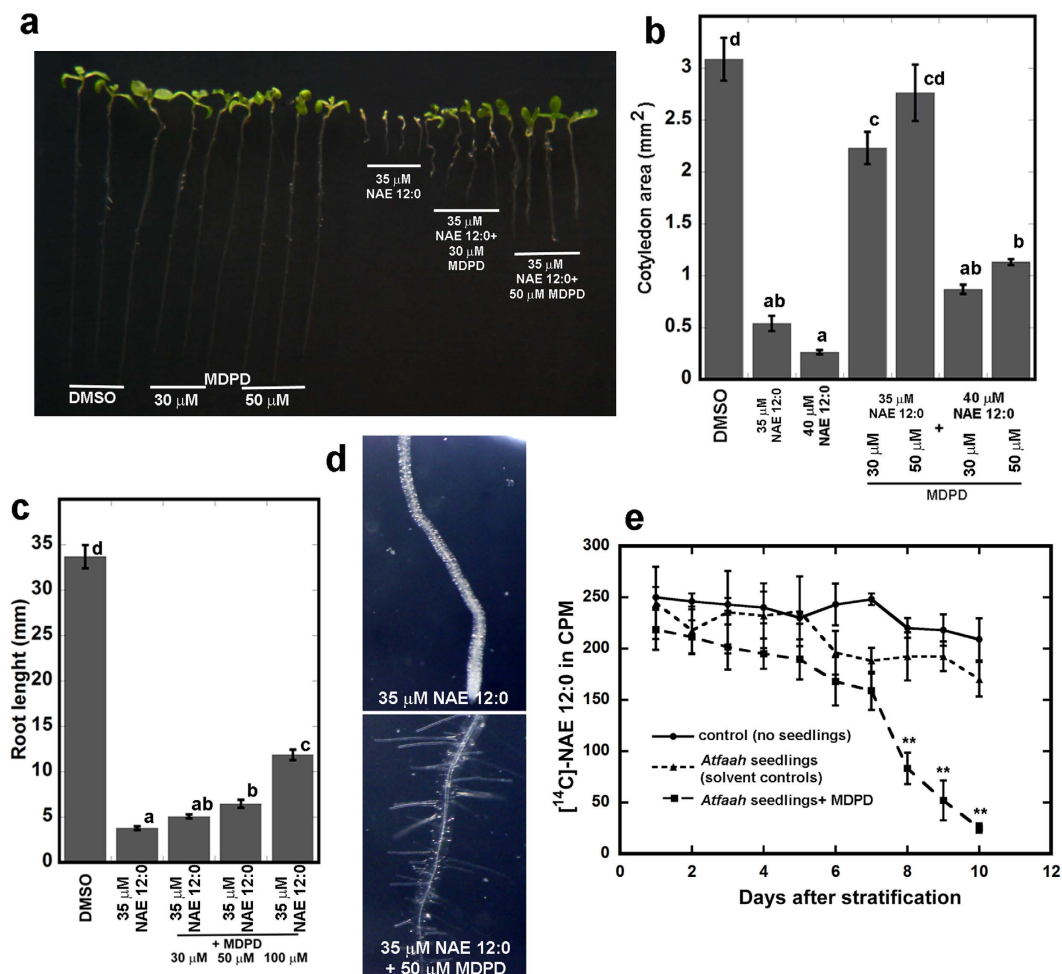 a
35 μM
NAE 12:0
35 μM
NAE 12:0+
30 μM
MDPD
35 μM
NAE 12:0+
50 μM MDPD
MDPD
DMSO
30 μM
50 μM
b
Cotyledon area (mm²)
3
2.5
2
1.5
1
0.5
0
d
ab
a
c
cd
ab
b
DMSO
35 μM
NAE 12:0
40 μM
NAE 12:0
35 μM
NAE 12:0
+
40 μM
NAE 12:0
30 μM
50 μM
30 μM
50 μM
MDPD
c
Root lenght (mm)
35
30
25
20
15
10
5
0
d
a
ab
b
c
DMSO
35 μM
NAE 12:0
35 μM
NAE 12:0
35 μM
NAE 12:0
35 μM
NAE 12:0
+ MDPD
30 μM
50 μM
100 μM
d
35 μM NAE 12:0
35 μM NAE 12:0
+ 50 μM MDPD
e
[¹⁴C]-NAE 12:0 in CPM
300
250
200
150
100
50
0
control (no seedlings)
Atfaah seedlings
(solvent controls)
Atfaah seedlings+ MDPD
**
**
**
0 2 4 6 8 10 12
Days after stratification